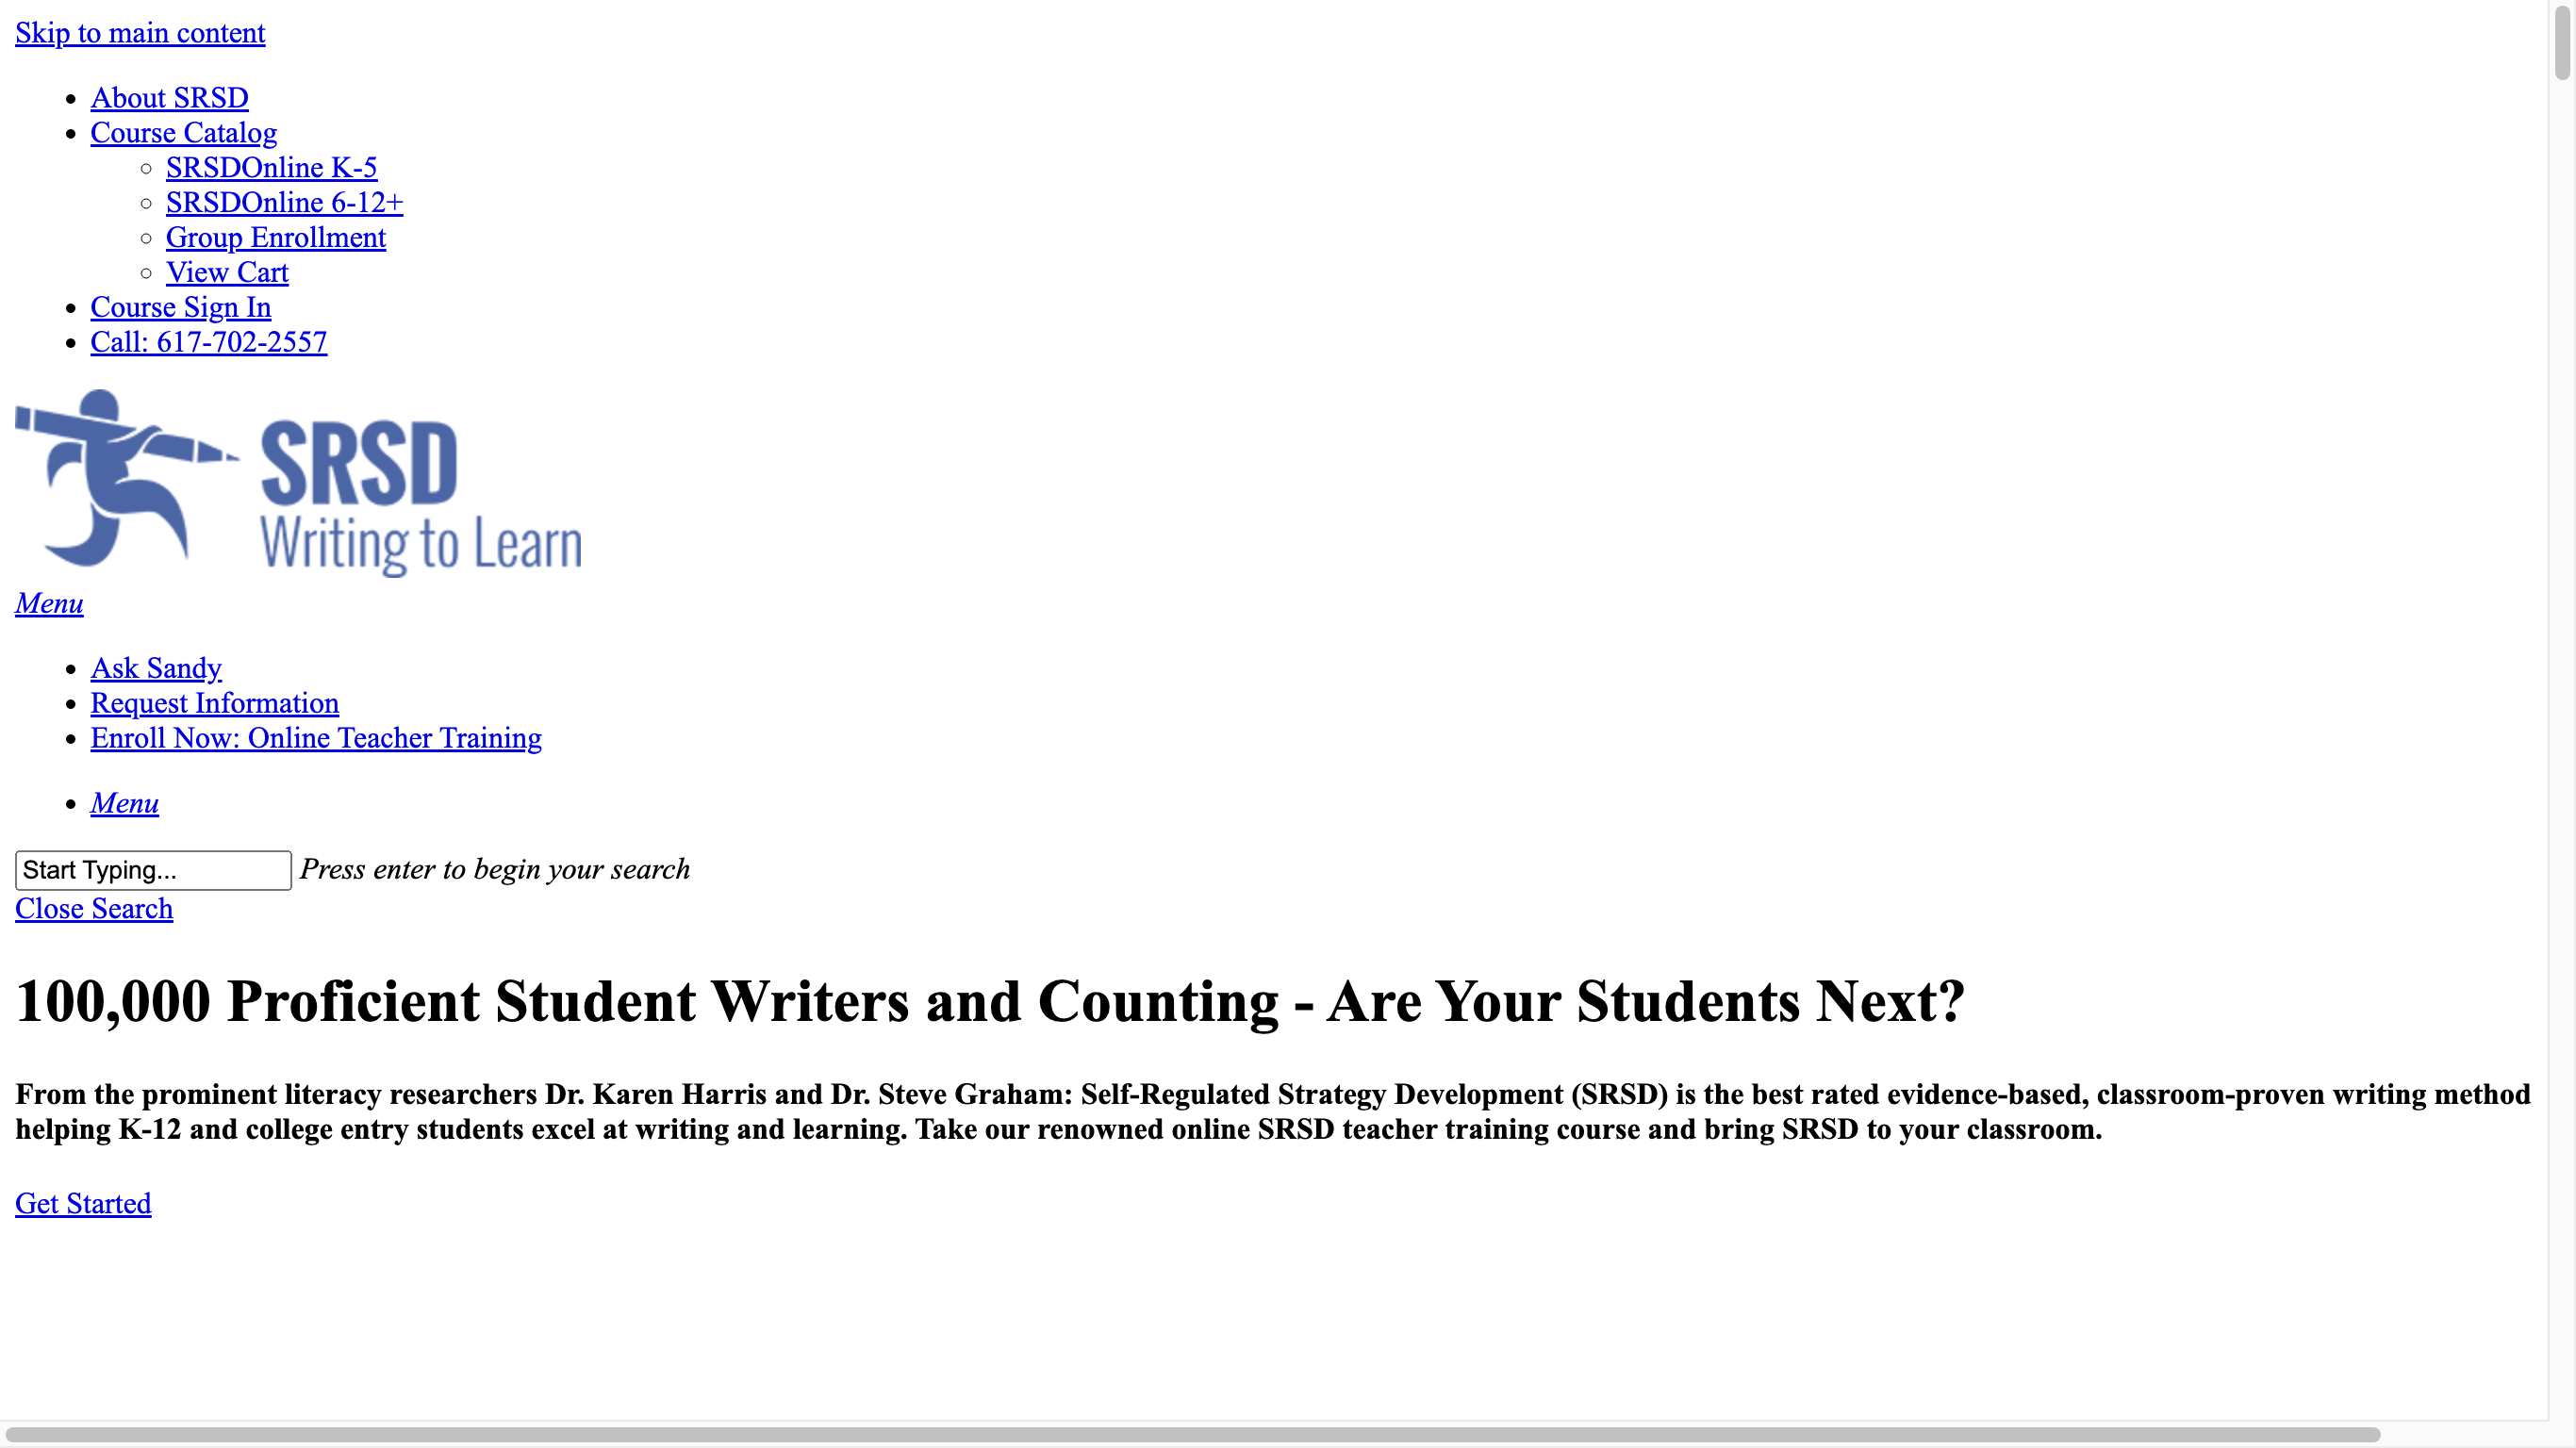 Skip to main content
About SRSD
Course Catalog
SRSDOnline K-5
SRSDOnline 6-12+
Group Enrollment
View Cart
Course Sign In
Call: 617-702-2557
SRSD
Writing to Learn
Menu
Ask Sandy
Request Information
Enroll Now: Online Teacher Training
Menu
Start Typing... Press enter to begin your search
Close Search
100,000 Proficient Student Writers and Counting - Are Your Students Next?
From the prominent literacy researchers Dr. Karen Harris and Dr. Steve Graham: Self-Regulated Strategy Development (SRSD) is the best rated evidence-based, classroom-proven writing method
helping K-12 and college entry students excel at writing and learning. Take our renowned online SRSD teacher training course and bring SRSD to your classroom.
Get Started